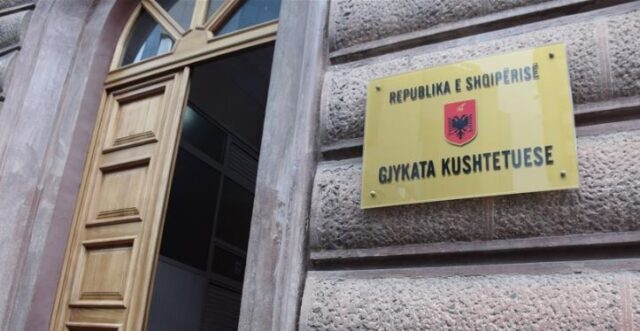 REPUBLIKA E SHQIPËRISË
GJYKATA KUSHTETUESE